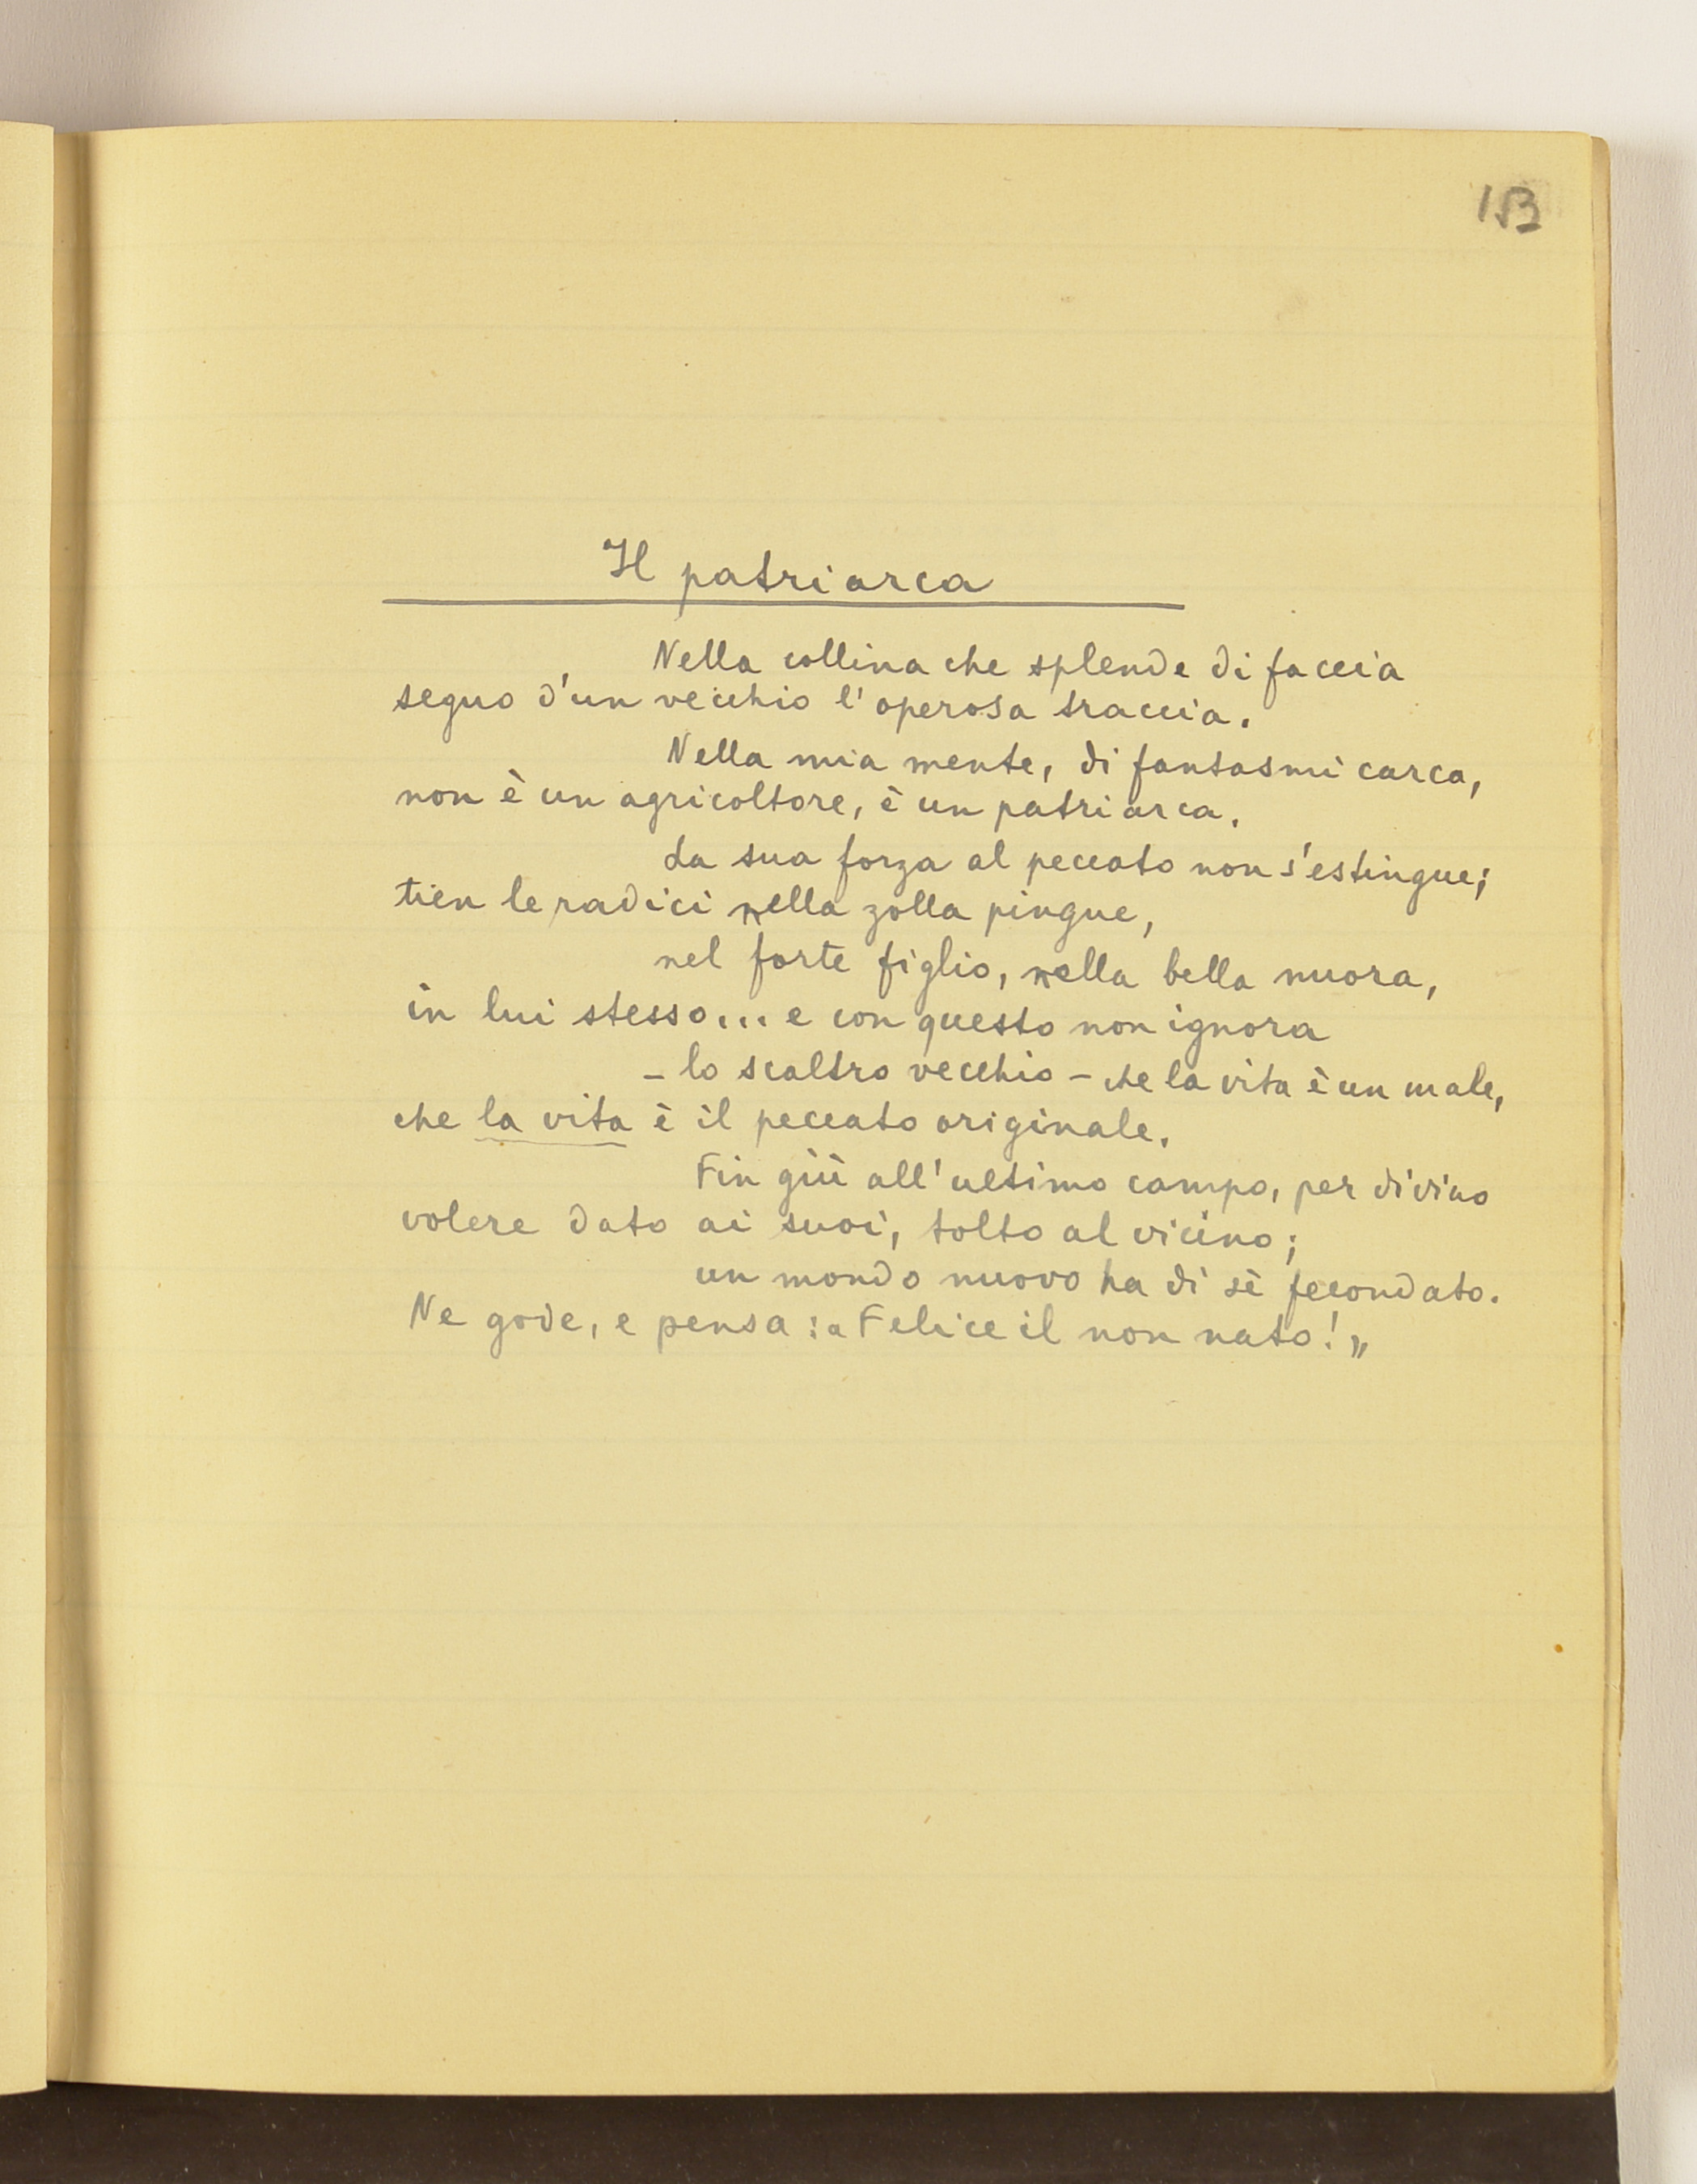 153
Il patriarca
Nella collina che splende di faccia
seguo d'un vecchio l'operosa traccia.
Nella mia mente, di fantasmi carca,
non è un agricoltore, è un patriarca.
La sua forza al peccato non s'estingue;
tien le radici nella zolla pingue,
nel forte figlio, nella bella nuora,
in lui stesso... e con questo non ignora
- lo scaltro vecchio - che la vita è un male,
che la vita è il peccato originale.
Fin giù all'ultimo campo, per divino
volere dato ai suoi, tolto al vicino;
un mondo nuovo ha di sè fecondato.
Ne gode, e pensa: "Felice il non nato!"